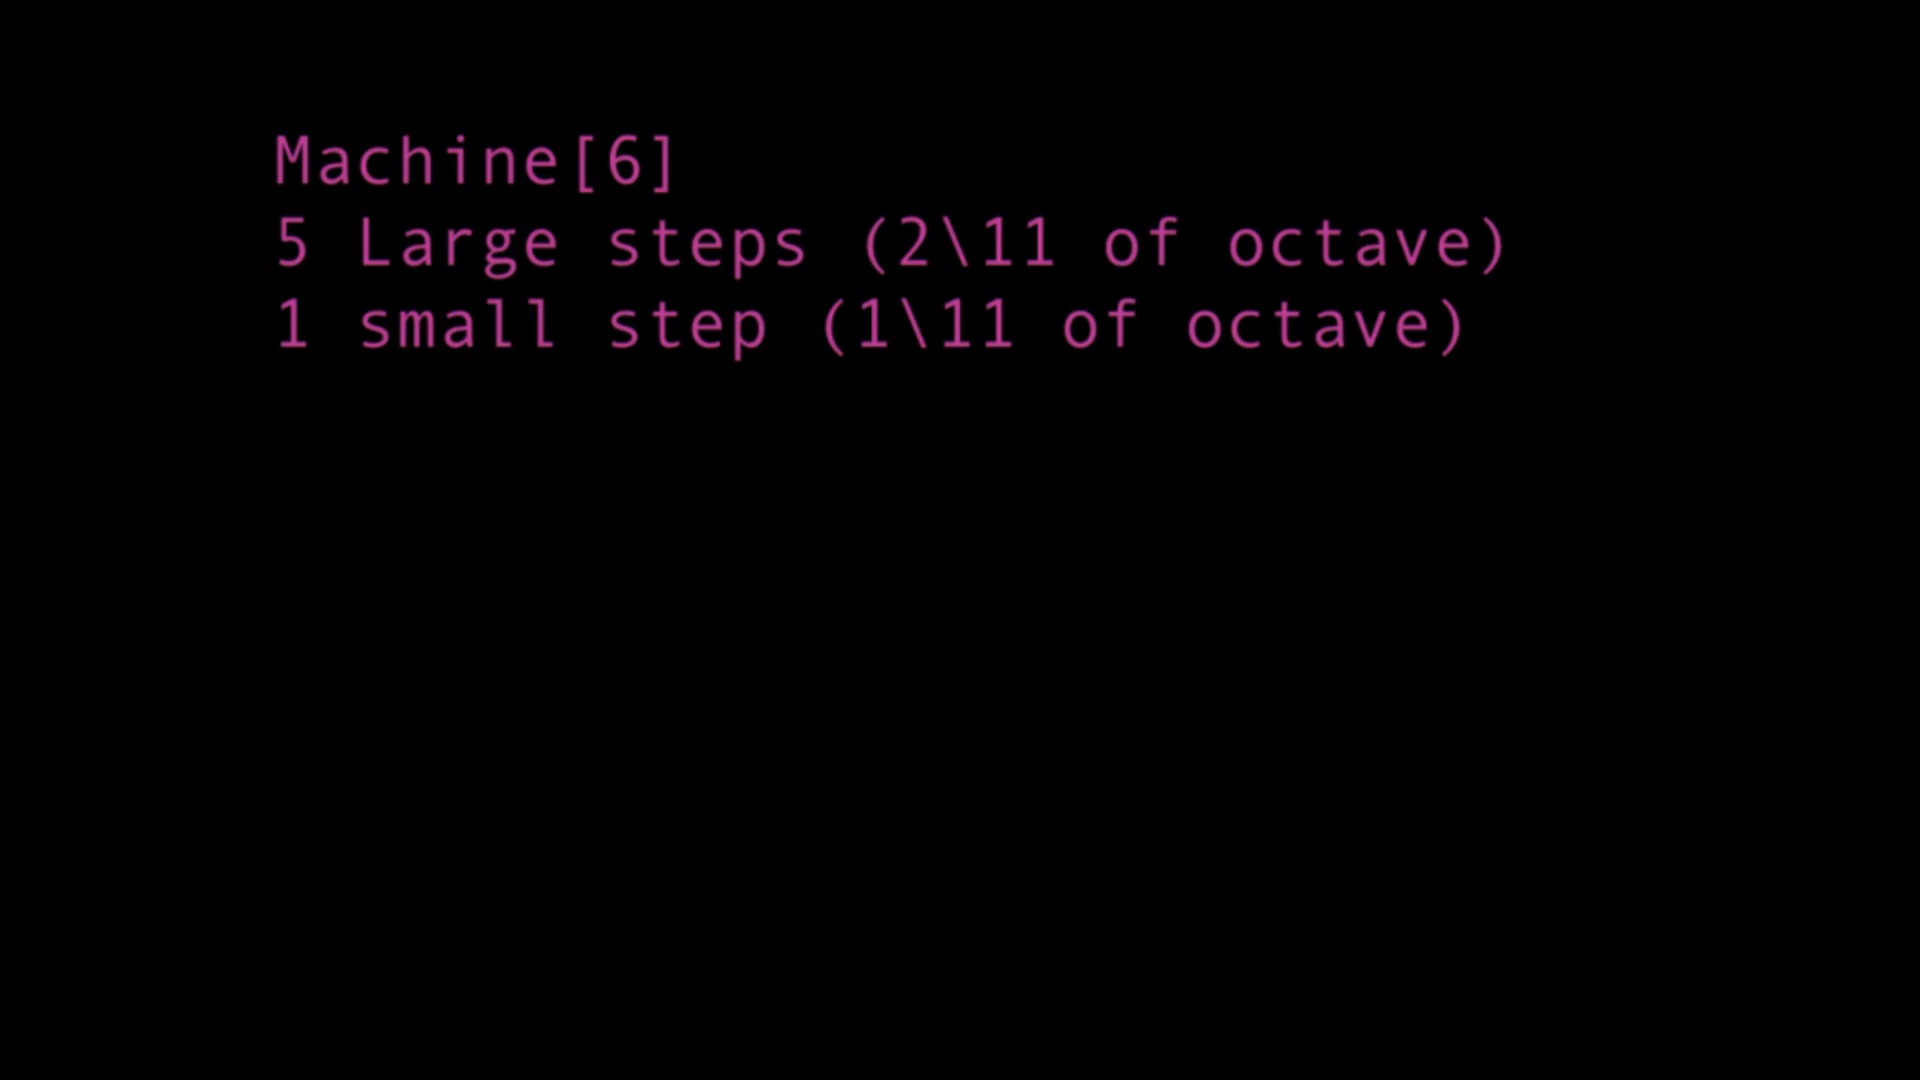 Machine[6]
5 Large steps (2\11 of octave)
1 small step (1\11 of octave)